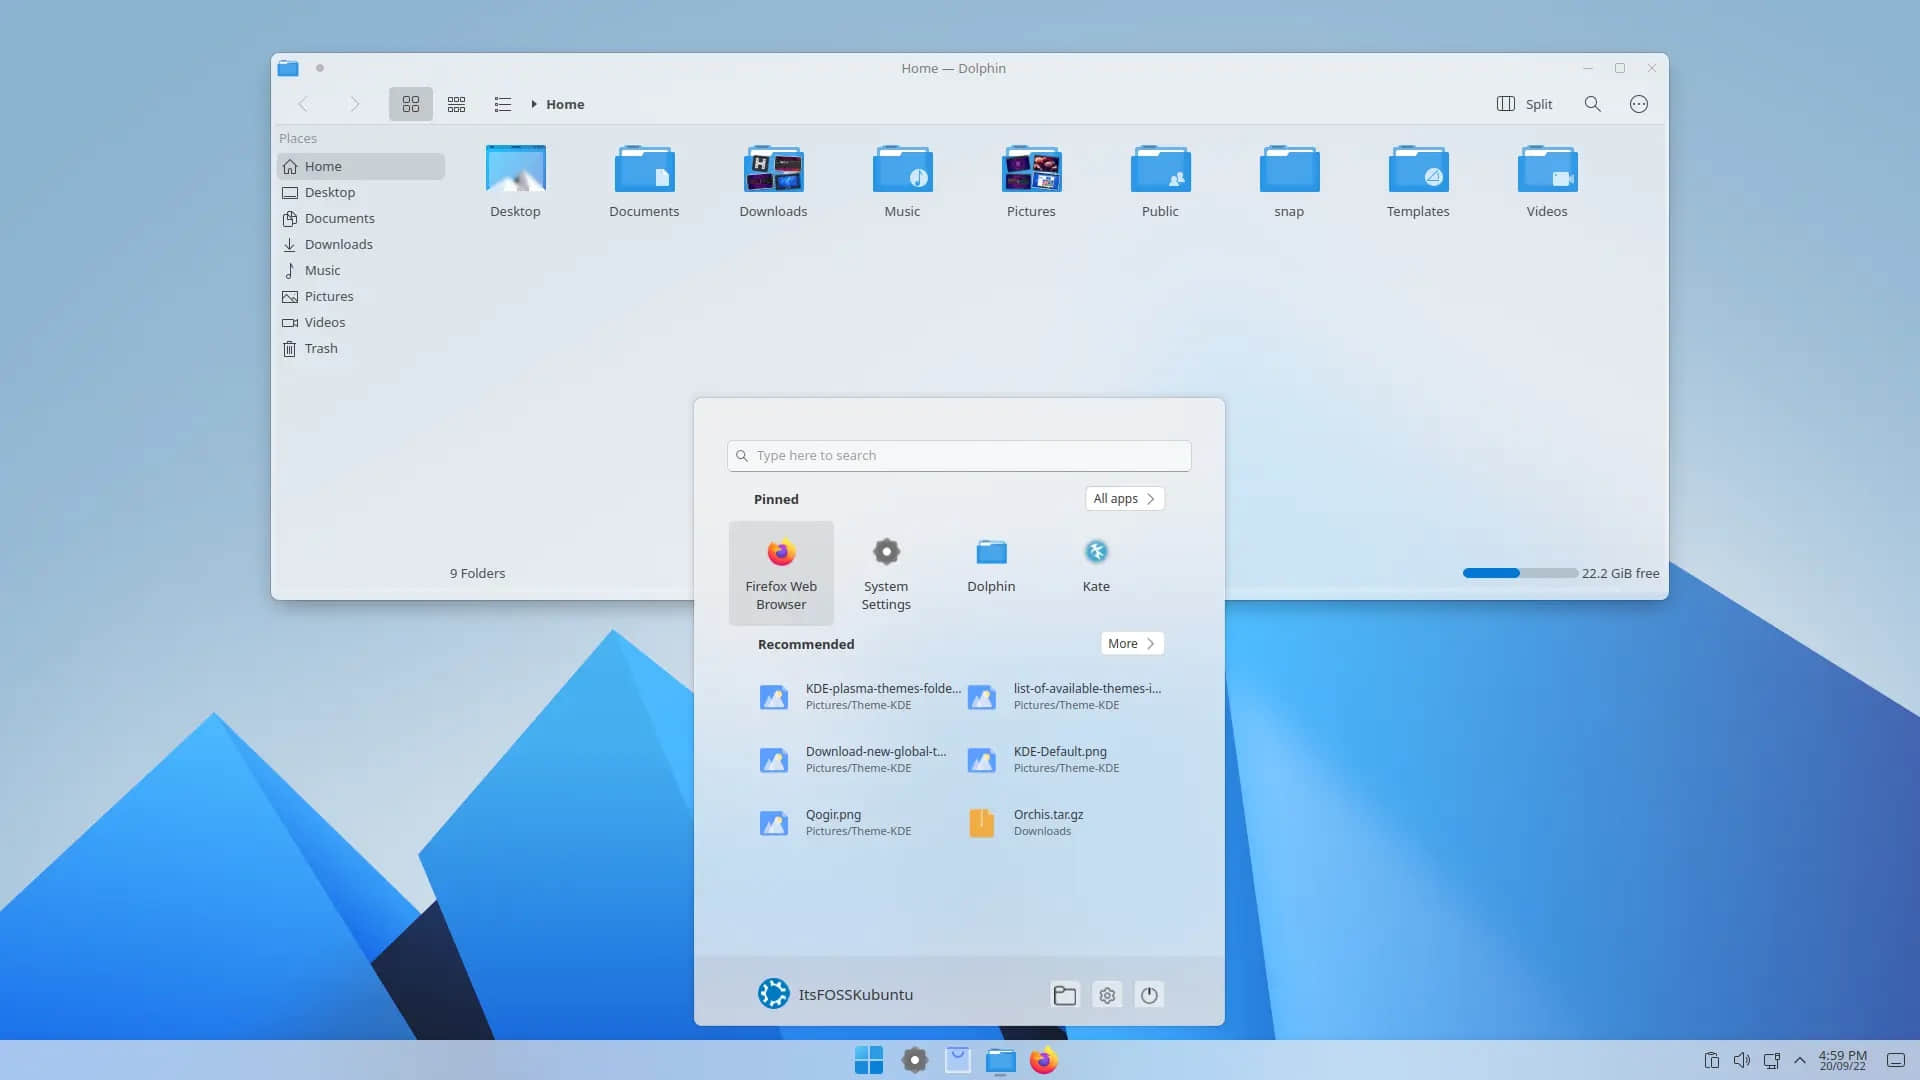 Home — Dolphin
Home
Split
Places
Home
Desktop
Documents
Downloads
Music
Pictures
Videos
Trash
Desktop
Documents
Downloads
Music
Pictures
Public
snap
Templates
Videos
9 Folders
22.2 GiB free
Type here to search
Pinned
All apps
Firefox Web
Browser
System
Settings
Dolphin
Kate
Recommended
More
KDE-plasma-themes-folde...
Pictures/Theme-KDE
list-of-available-themes-i...
Pictures/Theme-KDE
Download-new-global-t...
Pictures/Theme-KDE
KDE-Default.png
Pictures/Theme-KDE
Qogir.png
Pictures/Theme-KDE
Orchis.tar.gz
Downloads
ItsFOSSKubuntu
4:59 PM
20/09/22